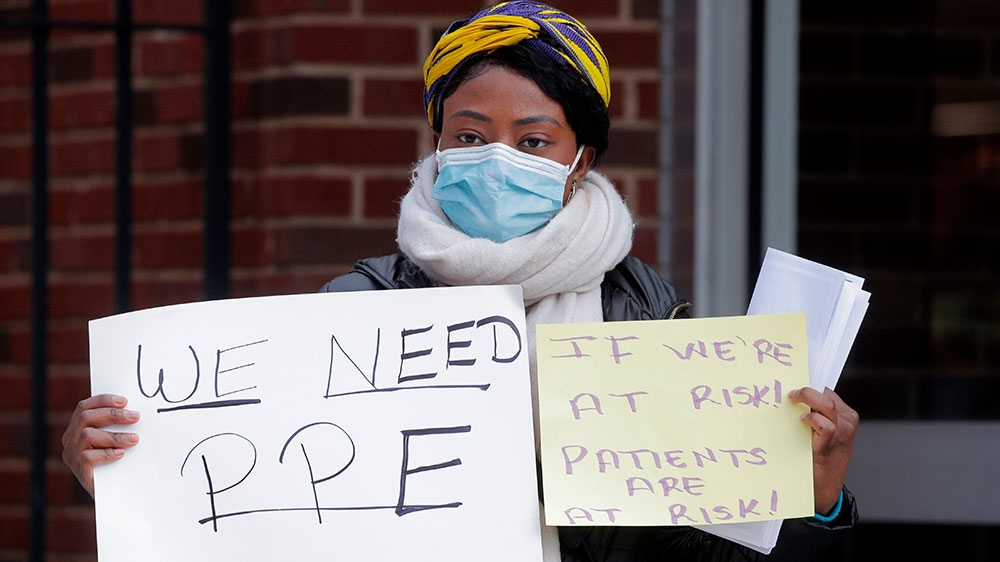 WE NEED
PPE
IF WE'RE
AT RISK!
PATIENTS
ARE
AT RISK!